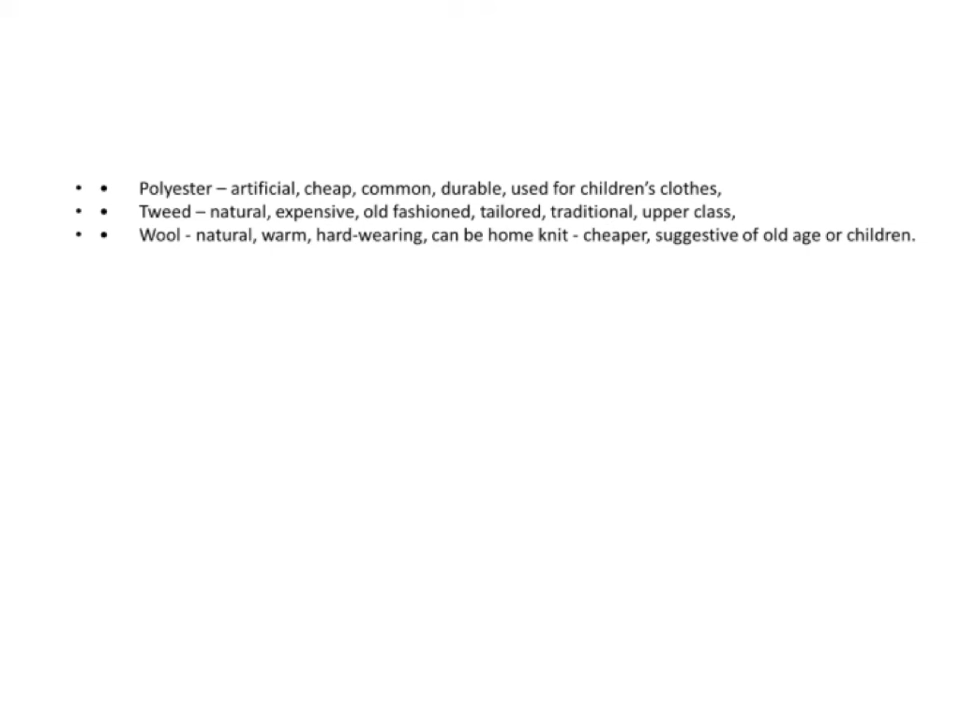 • • Polyester – artificial, cheap, common, durable, used for children’s clothes,
• • Tweed – natural, expensive, old fashioned, tailored, traditional, upper class,
• • Wool - natural, warm, hard-wearing, can be home knit - cheaper, suggestive of old age or children.